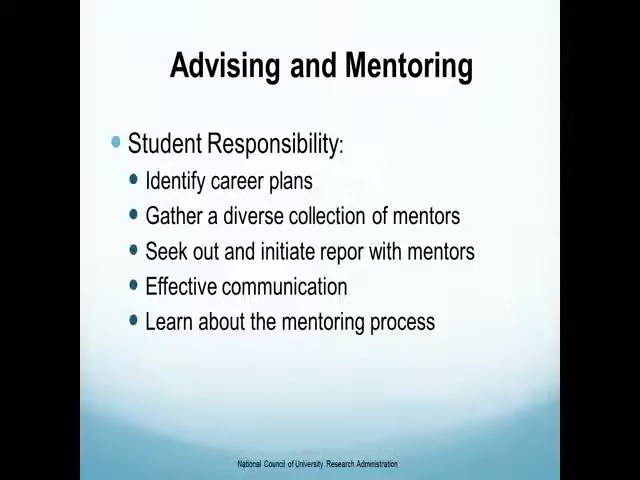 Advising and Mentoring
Student Responsibility:
Identify career plans
Gather a diverse collection of mentors
Seek out and initiate repor with mentors
Effective communication
Learn about the mentoring process
National Council of University Research Administration